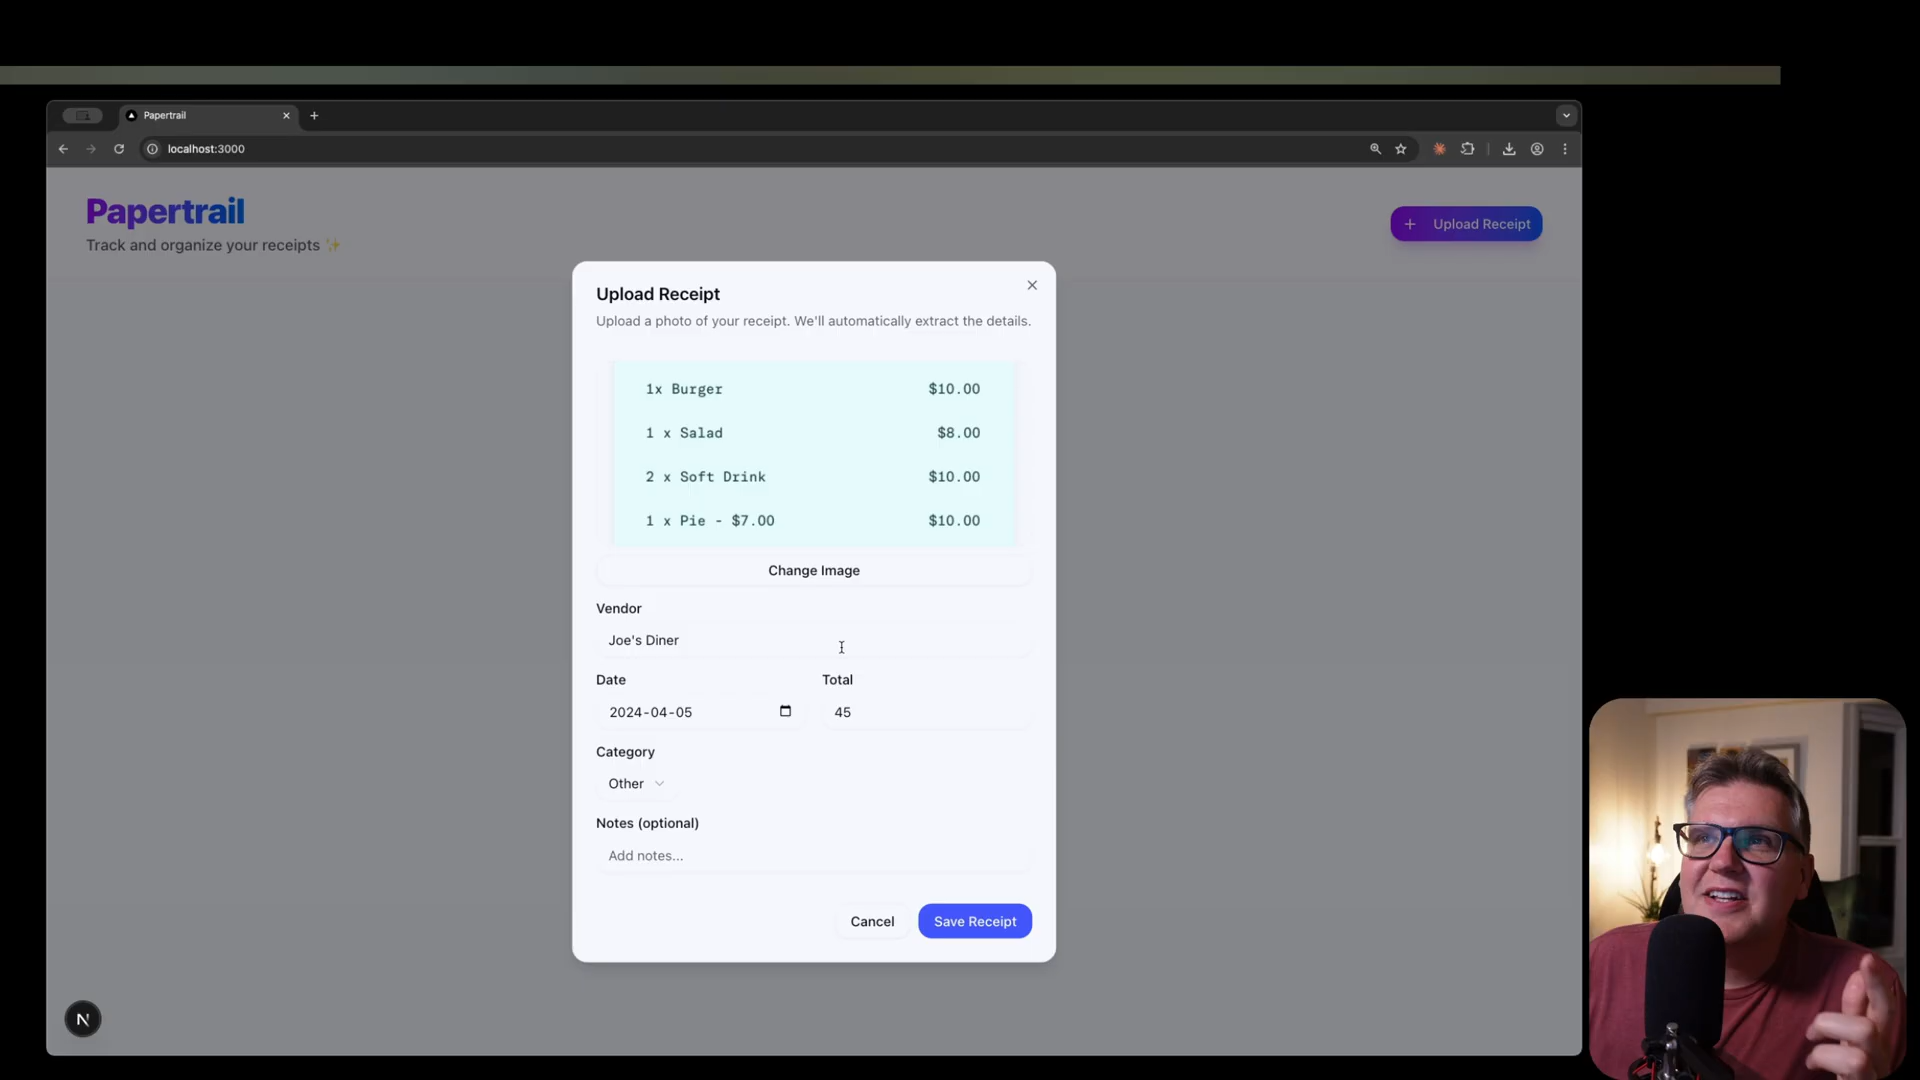 Papertrail
localhost:3000
Papertrail
Track and organize your receipts ✨
+ Upload Receipt
Upload Receipt
Upload a photo of your receipt. We'll automatically extract the details.
1x Burger $10.00
1 x Salad $8.00
2 x Soft Drink $10.00
1 x Pie - $7.00 $10.00
Change Image
Vendor
Joe's Diner
Date Total
2024-04-05 45
Category
Other
Notes (optional)
Add notes...
Cancel Save Receipt
N